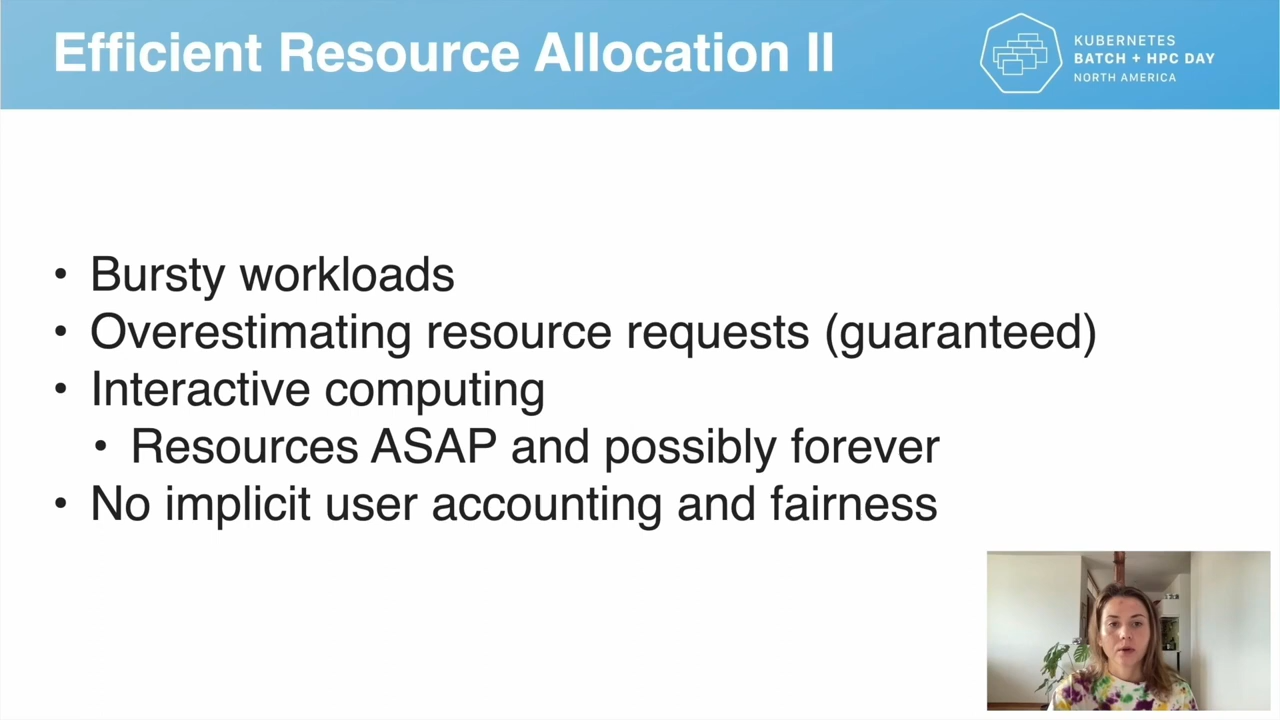 Efficient Resource Allocation II
KUBERNETES
BATCH + HPC DAY
NORTH AMERICA
• Bursty workloads
• Overestimating resource requests (guaranteed)
• Interactive computing
• Resources ASAP and possibly forever
• No implicit user accounting and fairness